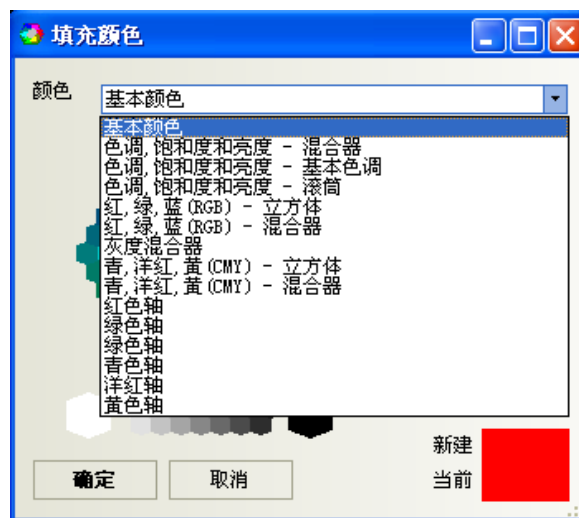 填充颜色
颜色
基本颜色
基本颜色
色调,饱和度和亮度 - 混合器
色调,饱和度和亮度 - 基本色调
色调,饱和度和亮度 - 滚筒
红,绿,蓝(RGB) - 立方体
红,绿,蓝(RGB) - 混合器
灰度混合器
青,洋红,黄(CMY) - 立方体
青,洋红,黄(CMY) - 混合器
红色轴
绿色轴
绿色轴
青色轴
洋红轴
黄色轴
新建
确定
取消
当前